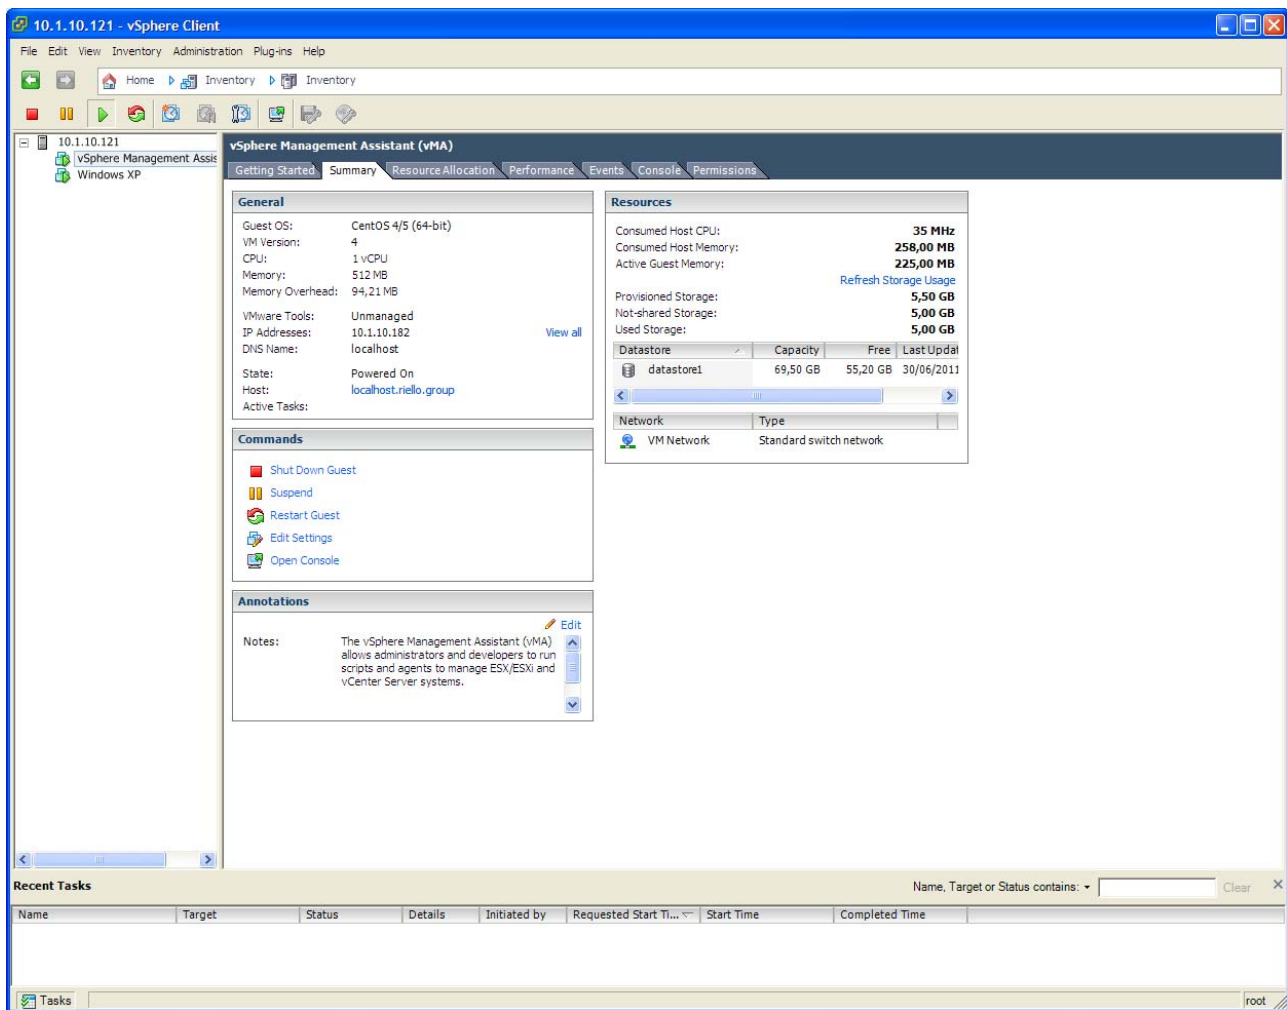 10.1.10.121 - vSphere Client
File Edit View Inventory Administration Plug-ins Help
Home Inventory Inventory
10.1.10.121
vSphere Management Assis
Windows XP
vSphere Management Assistant (vMA)
Getting Started Summary Resource Allocation Performance Events Console Permissions
General
Guest OS: CentOS 4/5 (64-bit)
VM Version: 4
CPU: 1 vCPU
Memory: 512 MB
Memory Overhead: 94,21 MB
VMware Tools: Unmanaged
IP Addresses: 10.1.10.182 View all
DNS Name: localhost
State: Powered On
Host: localhost.riello.group
Active Tasks:
Commands
Shut Down Guest
Suspend
Restart Guest
Edit Settings
Open Console
Annotations
Edit
Notes: The vSphere Management Assistant (vMA)
allows administrators and developers to run
scripts and agents to manage ESX/ESXi and
vCenter Server systems.
Resources
Consumed Host CPU: 35 MHz
Consumed Host Memory: 258,00 MB
Active Guest Memory: 225,00 MB
Refresh Storage Usage
Provisioned Storage: 5,50 GB
Not-shared Storage: 5,00 GB
Used Storage: 5,00 GB
Datastore Capacity Free Last Updat
datastore1 69,50 GB 55,20 GB 30/06/2011
Network Type
VM Network Standard switch network
Recent Tasks Name, Target or Status contains: Clear
Name Target Status Details Initiated by Requested Start Ti... Start Time Completed Time
Tasks root